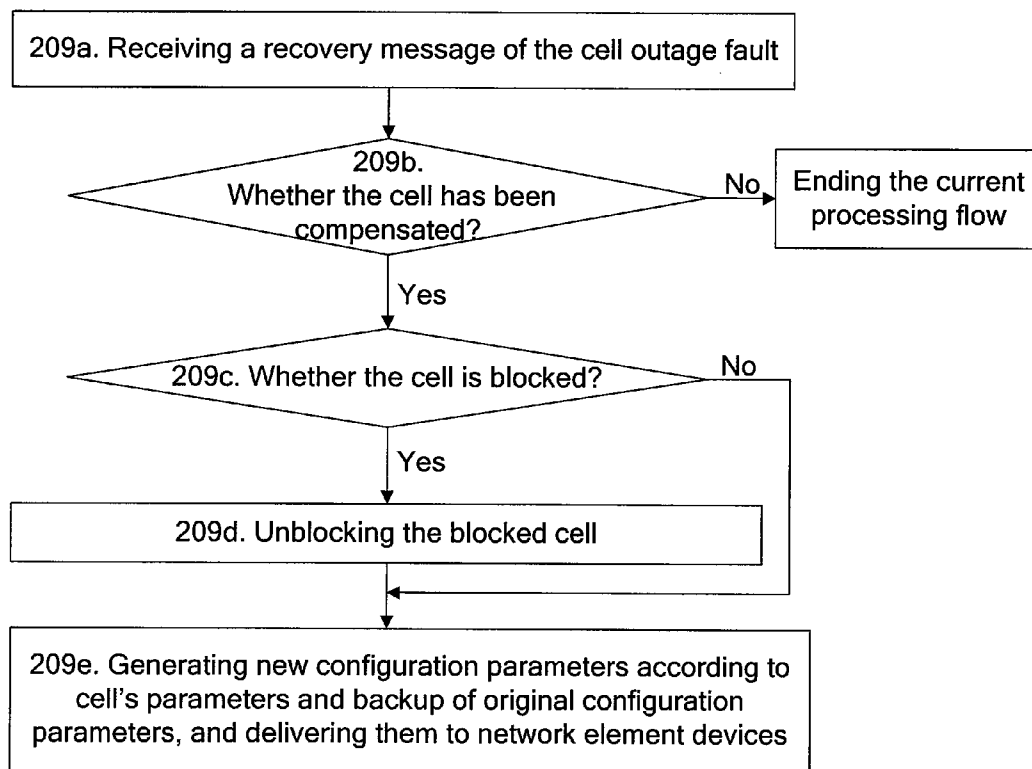 209a. Receiving a recovery message of the cell outage fault
209b.
Whether the cell has been
compensated?
No
Ending the current
processing flow
Yes
209c. Whether the cell is blocked?
No
Yes
209d. Unblocking the blocked cell
209e. Generating new configuration parameters according to
cell's parameters and backup of original configuration
parameters, and delivering them to network element devices